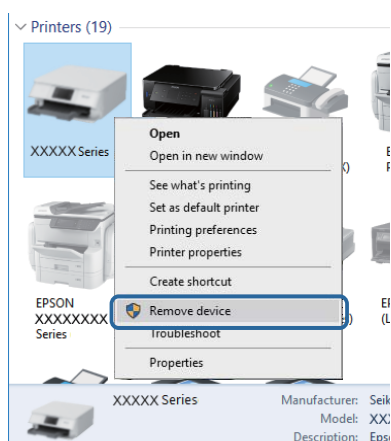 Printers (19)
XXXXX Series
Open
Open in new window
See what's printing
Set as default printer
Printing preferences
Printer properties
Create shortcut
Remove device
Troubleshoot
Properties
EPSON
XXXXXXXX
Series
XXXXX Series
Manufacturer:
Model:
Description: